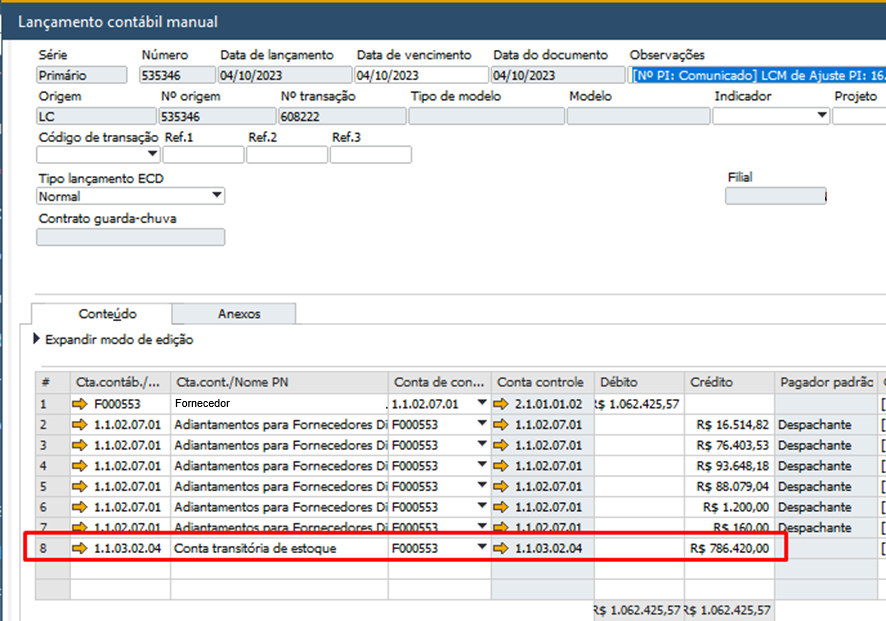 Lançamento contábil manual
Série Número Data de lançamento Data de vencimento Data do documento Observações
Primário 535346 04/10/2023 04/10/2023 04/10/2023 [Nº PI: Comunicado] LCM de Ajuste PI: 16.
Origem Nº origem Nº transação Tipo de modelo Modelo Indicador Projeto
LC 535346 608222
Código de transação Ref.1 Ref.2 Ref.3
Tipo lançamento ECD Filial
Normal
Contrato guarda-chuva
Conteúdo Anexos
Expandir modo de edição
# Cta.contáb./... Cta.cont./Nome PN Conta de con... Conta controle Débito Crédito Pagador padrão
1 F000553 Fornecedor . 1.1.02.07.01 2.1.01.01.02 R$ 1.062.425,57
2 1.1.02.07.01 Adiantamentos para Fornecedores Di F000553 1.1.02.07.01 R$ 16.514,82 Despachante
3 1.1.02.07.01 Adiantamentos para Fornecedores Di F000553 1.1.02.07.01 R$ 76.403,53 Despachante
4 1.1.02.07.01 Adiantamentos para Fornecedores Di F000553 1.1.02.07.01 R$ 93.648,18 Despachante
5 1.1.02.07.01 Adiantamentos para Fornecedores Di F000553 1.1.02.07.01 R$ 88.079,04 Despachante
6 1.1.02.07.01 Adiantamentos para Fornecedores Di F000553 1.1.02.07.01 R$ 1.200,00 Despachante
7 1.1.02.07.01 Adiantamentos para Fornecedores Di F000553 1.1.02.07.01 R$ 160,00 Despachante
8 1.1.03.02.04 Conta transitória de estoque F000553 1.1.03.02.04 R$ 786.420,00
R$ 1.062.425,57 R$ 1.062.425,57